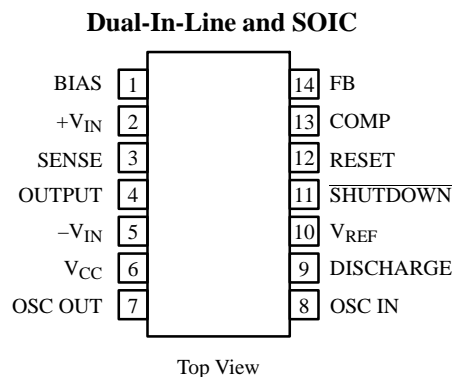 Dual-In-Line and SOIC
BIAS 1 14 FB
+VIN 2 13 COMP
SENSE 3 12 RESET
OUTPUT 4 11 SHUTDOWN
–VIN 5 10 VREF
VCC 6 9 DISCHARGE
OSC OUT 7 8 OSC IN
Top View